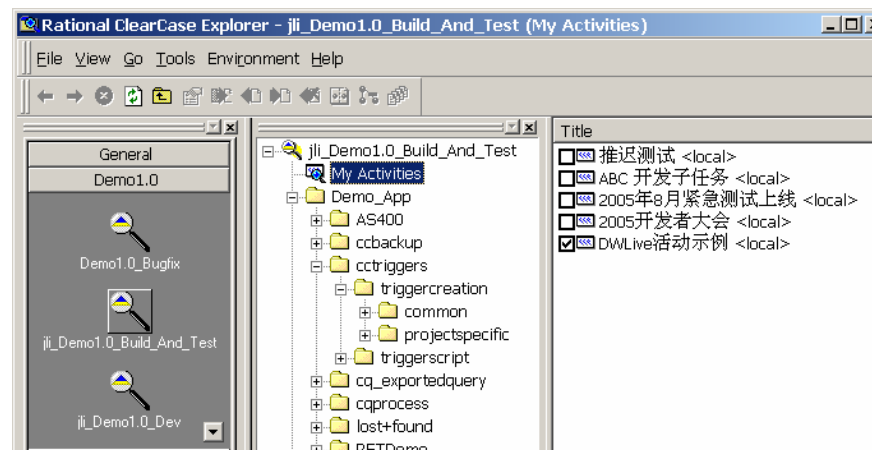 Rational ClearCase Explorer - jli_Demo1.0_Build_And_Test (My Activities)
File View Go Tools Environment Help
General
Demo1.0
Demo1.0_Bugfix
jli_Demo1.0_Build_And_Test
jli_Demo1.0_Dev
jli_Demo1.0_Build_And_Test
My Activities
Demo_App
AS400
ccbackup
cctriggers
triggercreation
common
projectspecific
triggerscript
cq_exportedquery
cqprocess
lost+found
Title
推迟测试 <local>
ABC 开发子任务 <local>
2005年8月紧急测试上线 <local>
2005开发者大会 <local>
DWLive活动示例 <local>